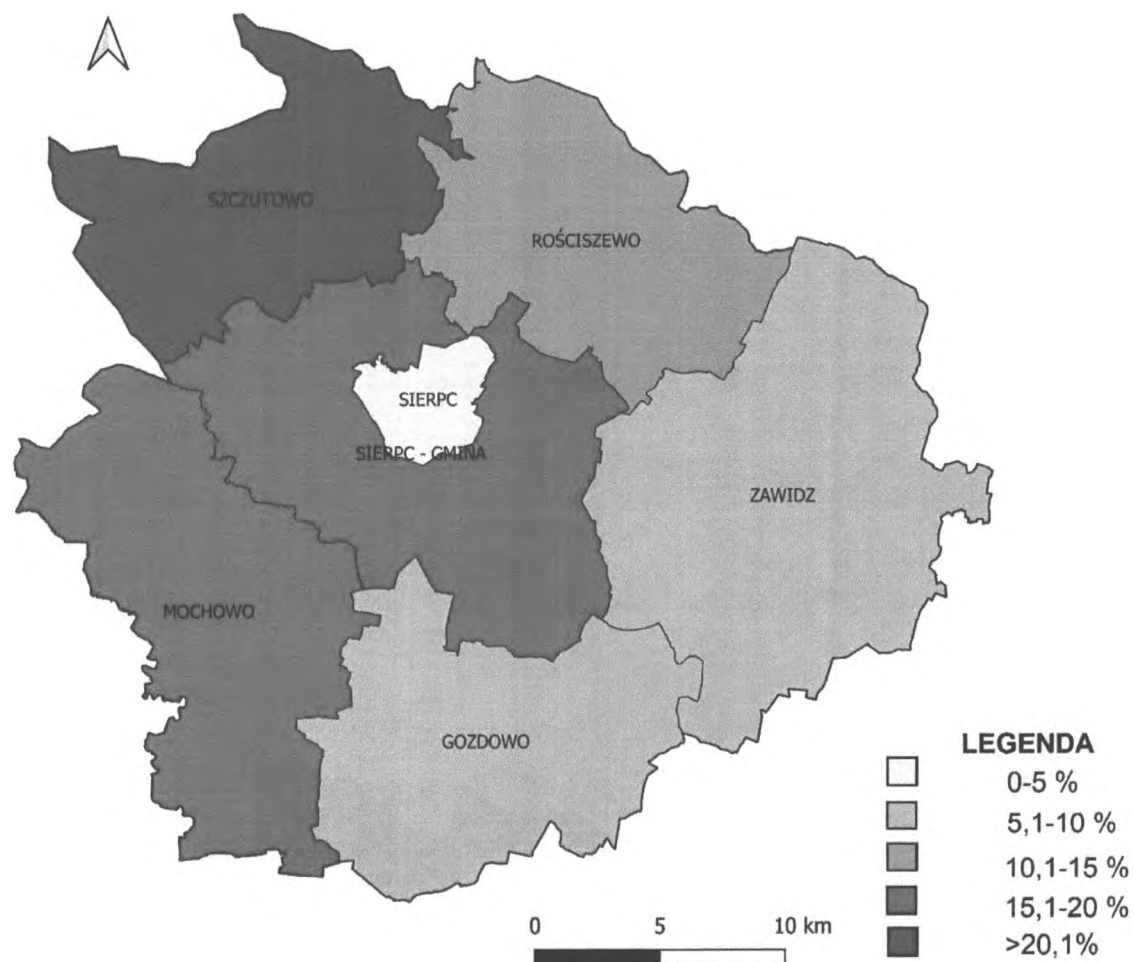 SZCZUTOWO
ROŚCISZEWO
SIERPC
SIERPC - GMINA
ZAWIDZ
MOCHOWO
GOZDOWO
LEGENDA
0-5 %
5,1-10 %
10,1-15 %
15,1-20 %
>20,1%
0 5 10 km